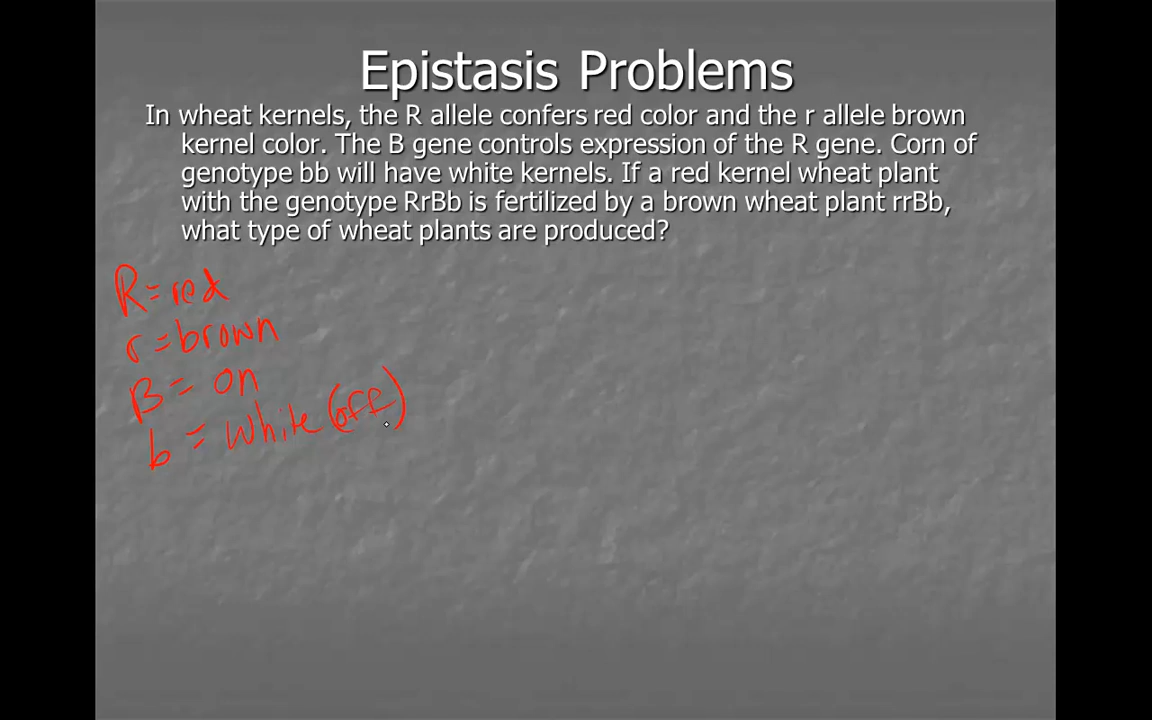 Epistasis Problems
In wheat kernels, the R allele confers red color and the r allele brown
kernel color. The B gene controls expression of the R gene. Corn of
genotype bb will have white kernels. If a red kernel wheat plant
with the genotype RrBb is fertilized by a brown wheat plant rrBb,
what type of wheat plants are produced?
R = red
r = brown
B = on
b = white (off)